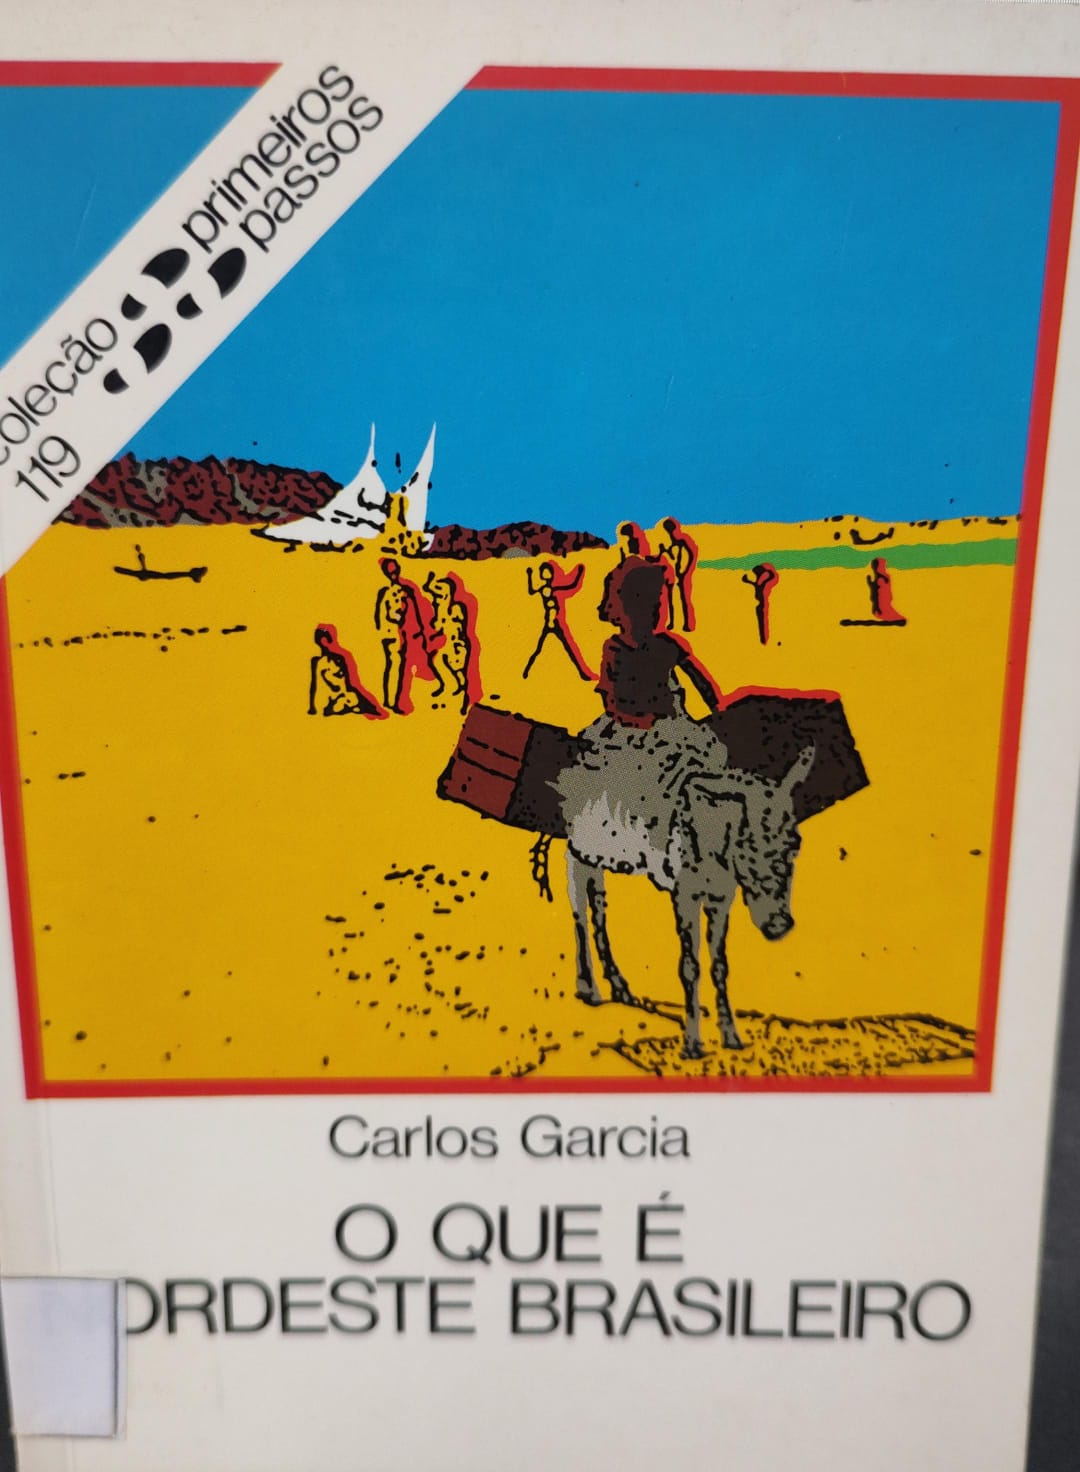 coleção
119
primeiros
passos
Carlos Garcia
O QUE É
ORDESTE BRASILEIRO